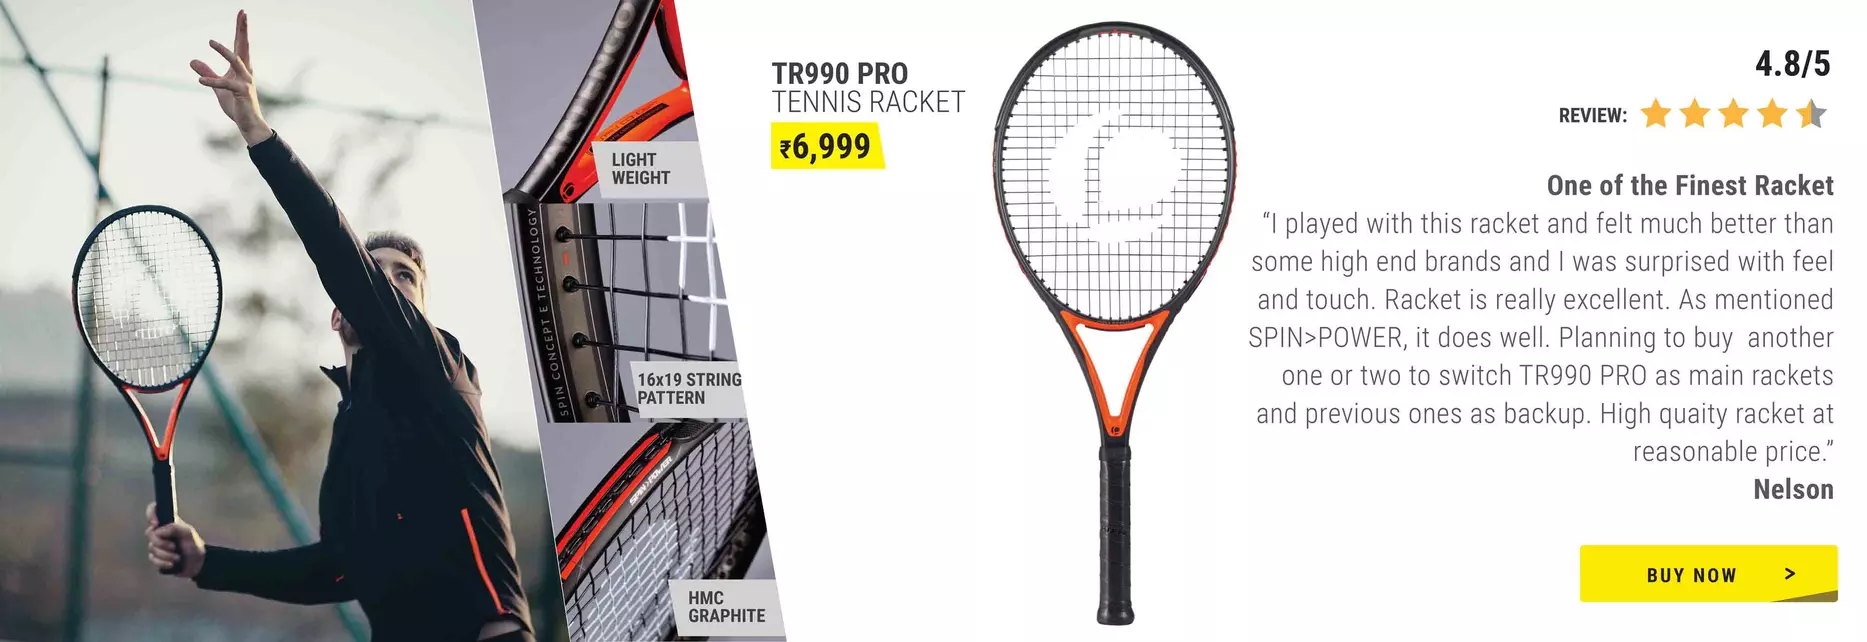 LIGHT
WEIGHT
SPIN CONCEPT E TECHNOLOGY
16x19 STRING
PATTERN
SPIN>POWER
HMC
GRAPHITE
TR990 PRO
TENNIS RACKET
₹6,999
4.8/5
REVIEW:
One of the Finest Racket
“I played with this racket and felt much better than
some high end brands and I was surprised with feel
and touch. Racket is really excellent. As mentioned
SPIN>POWER, it does well. Planning to buy another
one or two to switch TR990 PRO as main rackets
and previous ones as backup. High quaity racket at
reasonable price.”
Nelson
BUY NOW >